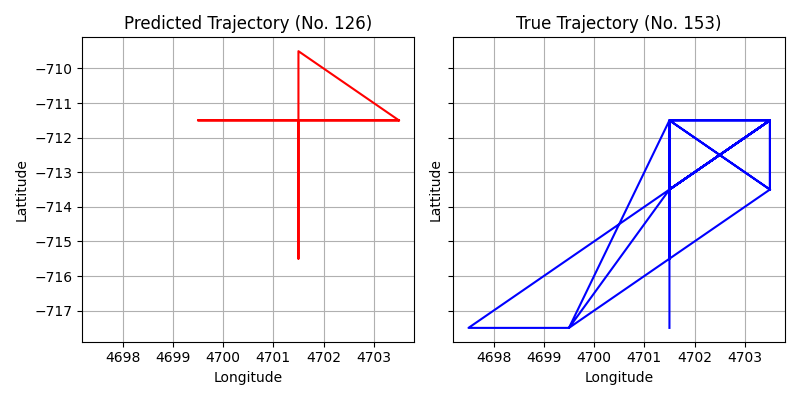 Predicted Trajectory (No. 126)
True Trajectory (No. 153)
Lattitude
−710
−711
−712
−713
−714
−715
−716
−717
4698 4699 4700 4701 4702 4703
Longitude
Lattitude
4698 4699 4700 4701 4702 4703
Longitude